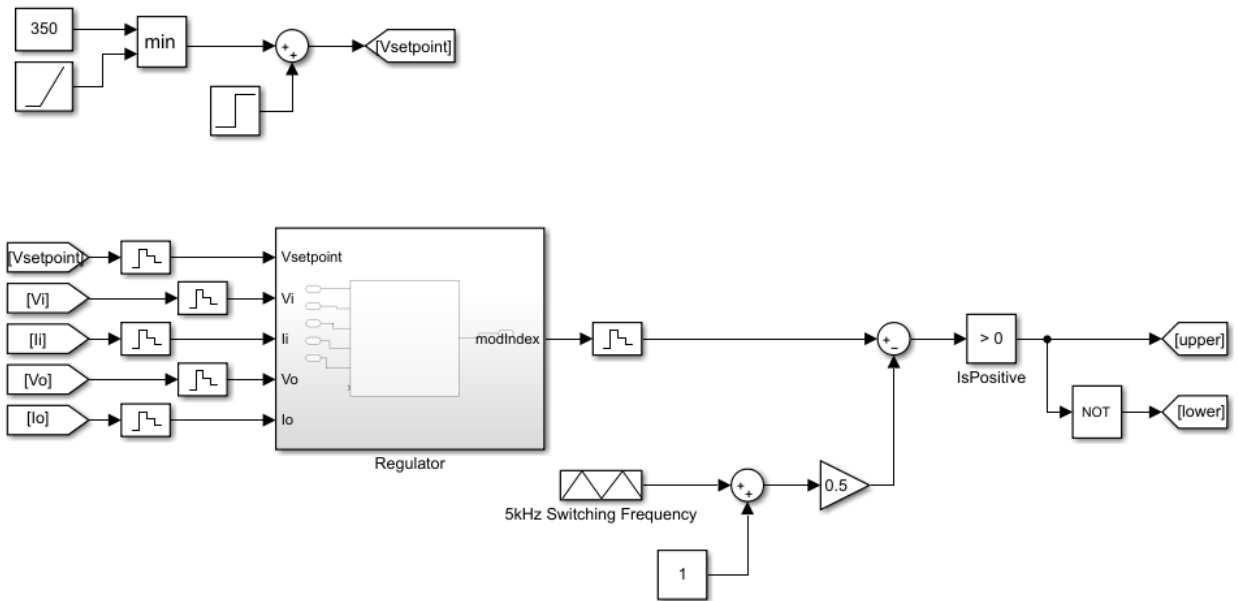 350
min
+
+
[Vsetpoint]
[Vsetpoint]
Vsetpoint
[Vi]
Vi
[Ii]
Ii
modIndex
+
−
> 0
[upper]
IsPositive
[Vo]
Vo
[Io]
Io
NOT
[lower]
Regulator
+
+
0.5
5kHz Switching Frequency
1